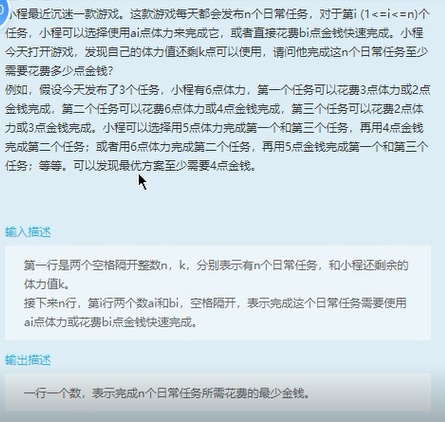 小程最近沉迷一款游戏。这款游戏每天都会发布n个日常任务，对于第i (1<=i<=n)个
任务，小程可以选择使用ai点体力来完成它，或者直接花费bi点金钱快速完成。小程
今天打开游戏，发现自己的体力值还剩k点可以使用，请问他完成这n个日常任务至少
需要花费多少点金钱?
例如，假设今天发布了3个任务，小程有6点体力，第一个任务可以花费3点体力或2点
金钱完成，第二个任务可以花费6点体力或4点金钱完成，第三个任务可以花费2点体
力或3点金钱完成。小程可以选择用5点体力完成第一个和第三个任务，再用4点金钱
完成第二个任务；或者用6点体力完成第二个任务，再用5点金钱完成第一个和第三个
任务；等等。可以发现最优方案至少需要4点金钱。
输入描述
第一行是两个空格隔开整数n，k，分别表示有n个日常任务，和小程还剩余的
体力值k。
接下来n行，第i行两个数ai和bi，空格隔开，表示完成这个日常任务需要使用
ai点体力或花费bi点金钱快速完成。
输出描述
一行一个数，表示完成n个日常任务所需花费的最少金钱。